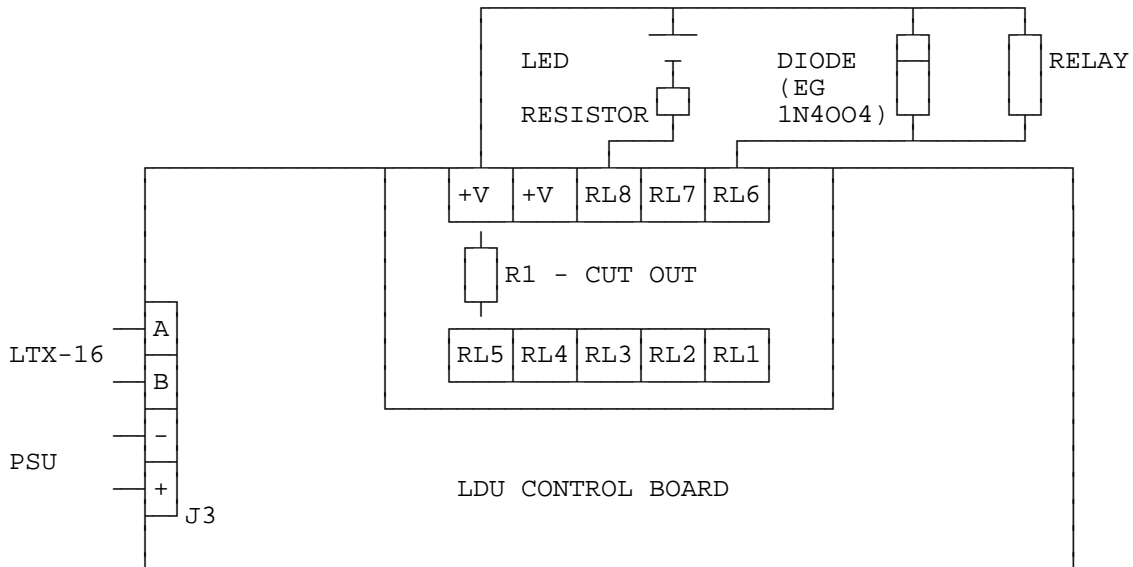 LED
DIODE
RELAY
(EG
RESISTOR
1N4OO4)
+V +V RL8 RL7 RL6
R1 - CUT OUT
A
LTX-16
RL5 RL4 RL3 RL2 RL1
B
-
PSU
+
LDU CONTROL BOARD
J3